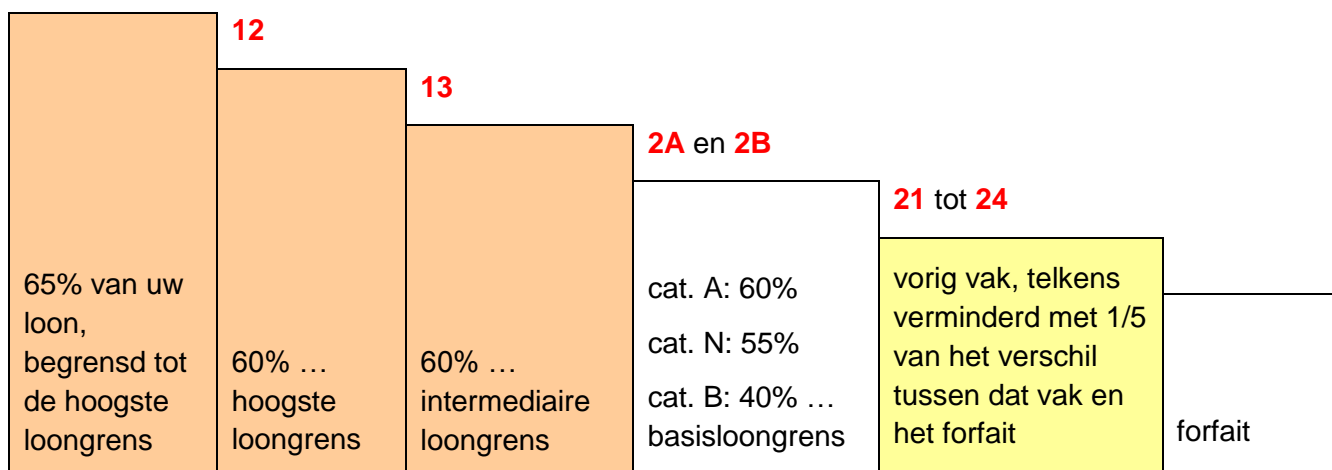 12
13
2A en 2B
21 tot 24
65% van uw
loon,
begrensd tot
de hoogste
loongrens
60% …
hoogste
loongrens
60% …
intermediaire
loongrens
cat. A: 60%
cat. N: 55%
cat. B: 40% …
basisloongrens
vorig vak, telkens
verminderd met 1/5
van het verschil
tussen dat vak en
het forfait
forfait